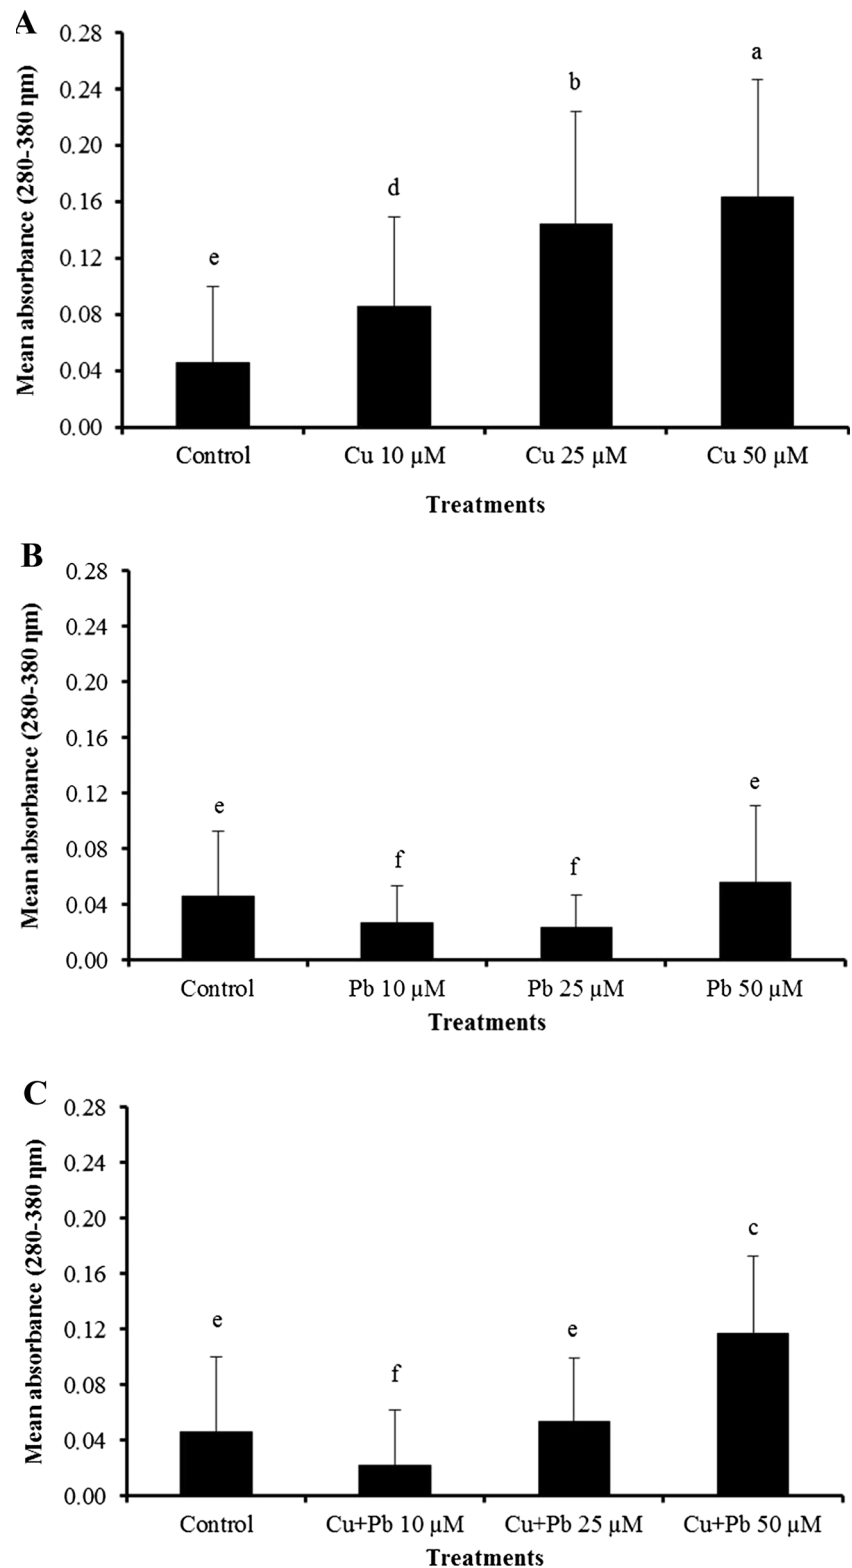 A
Mean absorbance (280-380 ηm)
0.28
0.24
0.20
0.16
0.12
0.08
0.04
0.00
e
d
b
a
Control
Cu 10 µM
Cu 25 µM
Cu 50 µM
Treatments
B
Mean absorbance (280-380 ηm)
0.28
0.24
0.20
0.16
0.12
0.08
0.04
0.00
e
f
f
e
Control
Pb 10 µM
Pb 25 µM
Pb 50 µM
Treatments
C
Mean absorbance (280-380 ηm)
0.28
0.24
0.20
0.16
0.12
0.08
0.04
0.00
e
f
e
c
Control
Cu+Pb 10 µM
Cu+Pb 25 µM
Cu+Pb 50 µM
Treatments